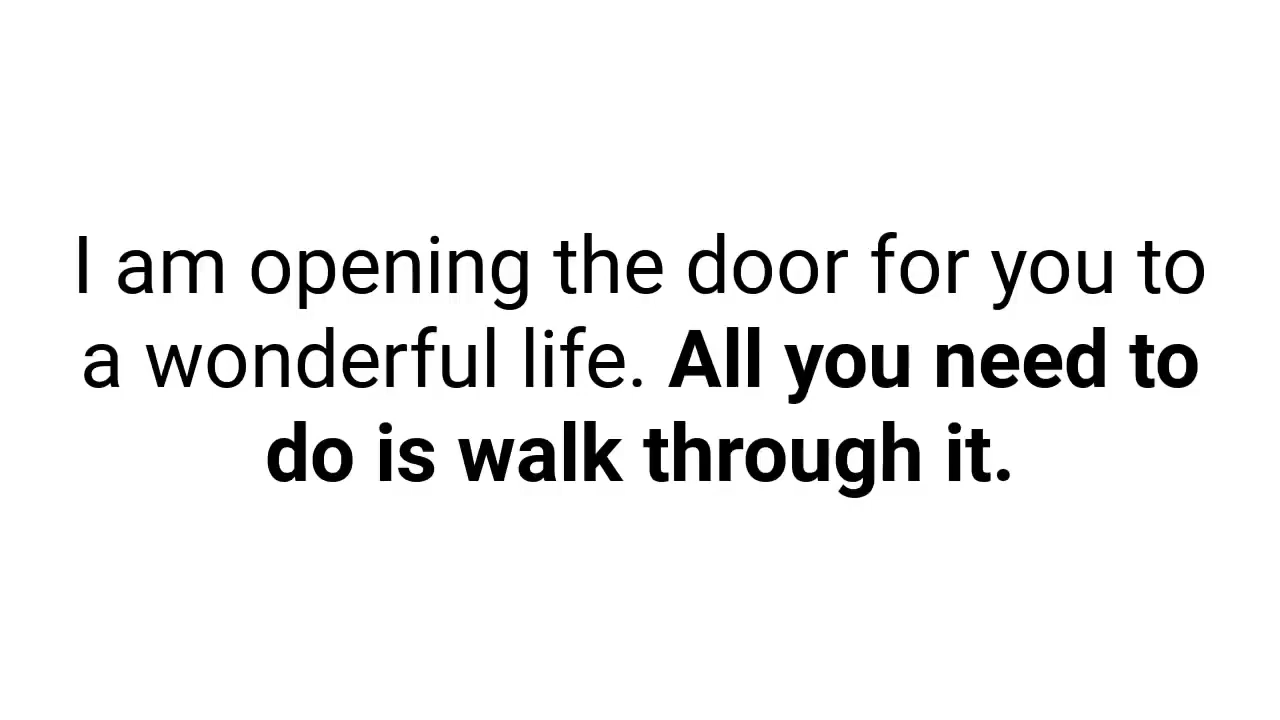 I am opening the door for you to
a wonderful life. All you need to
do is walk through it.